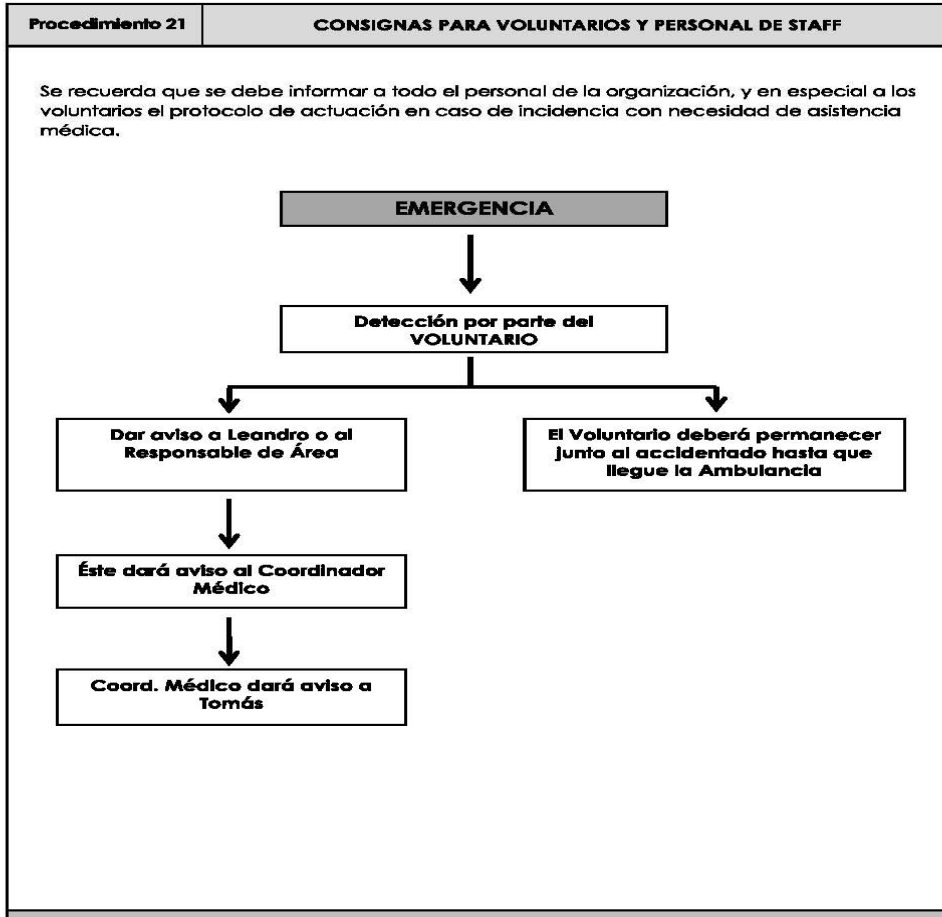 Procedimiento 21
CONSIGNAS PARA VOLUNTARIOS Y PERSONAL DE STAFF
Se recuerda que se debe informar a todo el personal de la organización, y en especial a los
voluntarios el protocolo de actuación en caso de incidencia con necesidad de asistencia
médica.
EMERGENCIA
Detección por parte del
VOLUNTARIO
Dar aviso a Leandro o al
Responsable de Área
El Voluntario deberá permanecer
junto al accidentado hasta que
llegue la Ambulancia
Éste dará aviso al Coordinador
Médico
Coord. Médico dará aviso a
Tomás